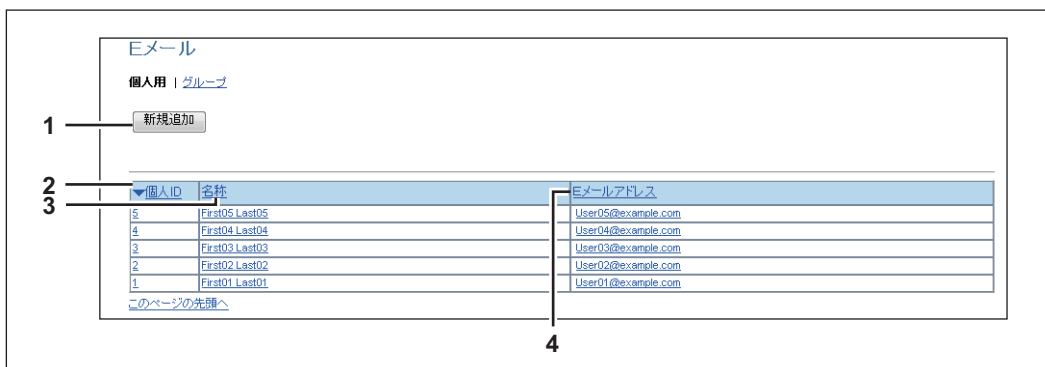 Eメール
個人用 | グループ
1 新規追加
2
3
▼個人ID 名称 Eメールアドレス
5 First05 Last05 User05@example.com
4 First04 Last04 User04@example.com
3 First03 Last03 User03@example.com
2 First02 Last02 User02@example.com
1 First01 Last01 User01@example.com
このページの先頭へ
4